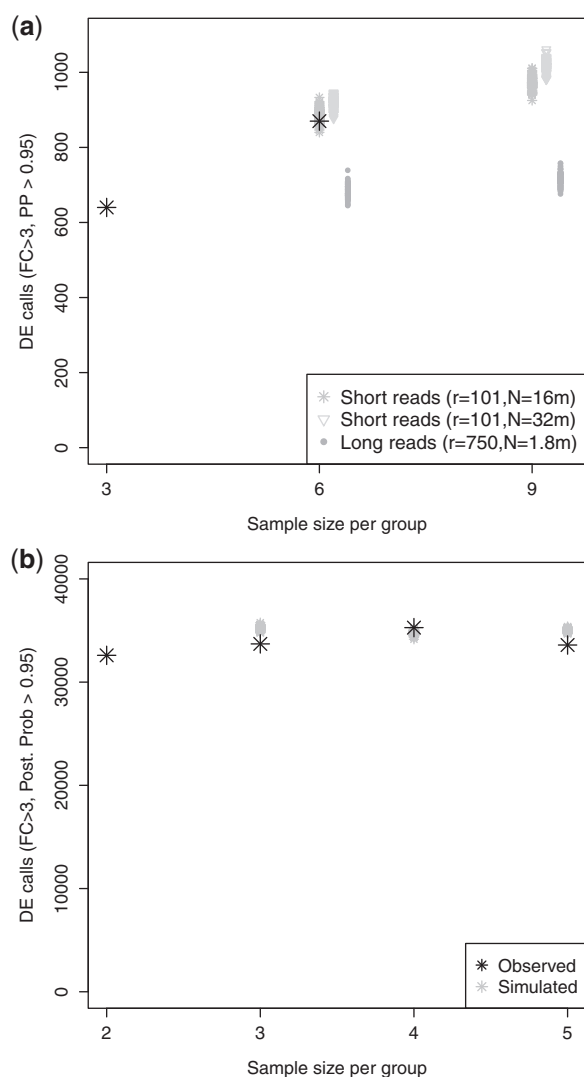 (a)
DE calls (FC>3, PP > 0.95)
1000
800
600
400
200
0
Short reads (r=101,N=16m)
Short reads (r=101,N=32m)
Long reads (r=750,N=1.8m)
3 6 9
Sample size per group
(b)
DE calls (FC>3, Post. Prob > 0.95)
40000
30000
20000
10000
0
Observed
Simulated
2 3 4 5
Sample size per group